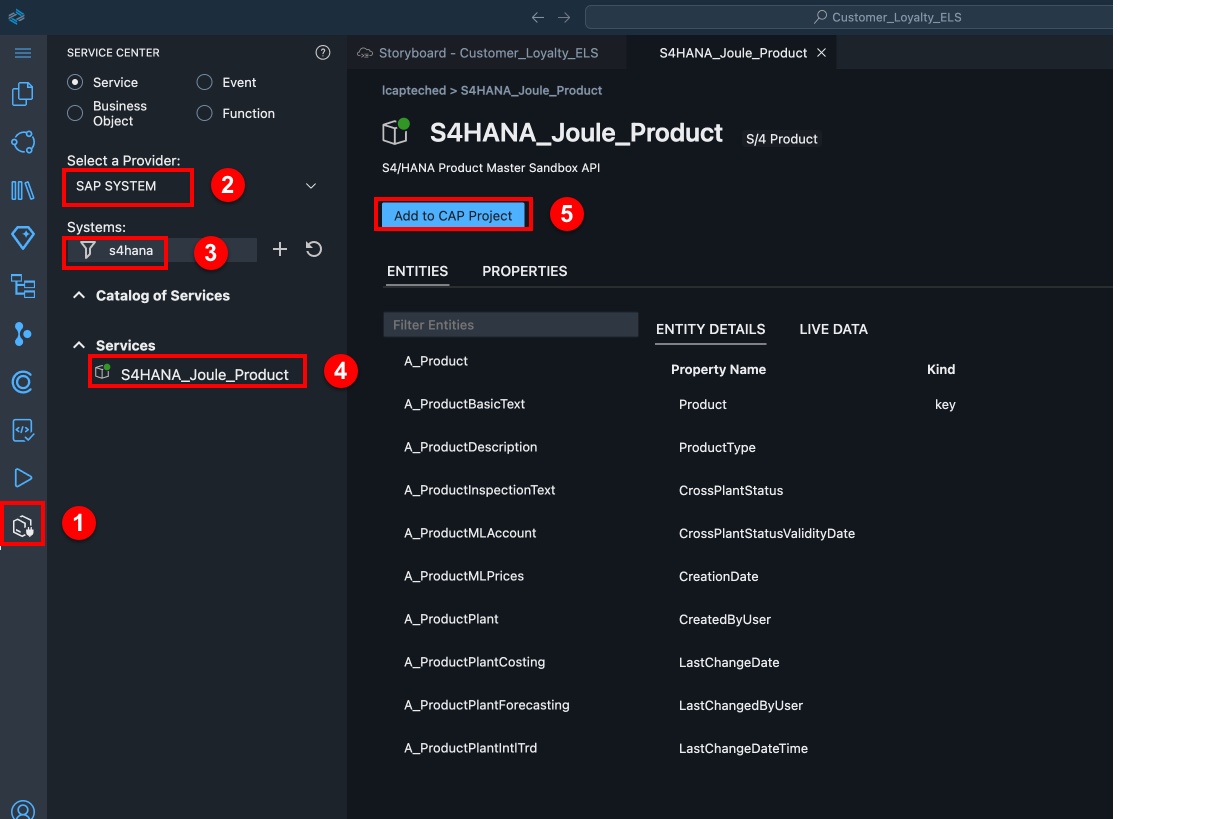 Customer_Loyalty_ELS
SERVICE CENTER
Service
Event
Business
Object
Function
Select a Provider:
SAP SYSTEM
2
Systems:
s4hana
3
Catalog of Services
Services
S4HANA_Joule_Product
4
1
Storyboard - Customer_Loyalty_ELS
S4HANA_Joule_Product
lcapteched > S4HANA_Joule_Product
S4HANA_Joule_Product
S/4 Product
S4/HANA Product Master Sandbox API
Add to CAP Project
5
ENTITIES
PROPERTIES
Filter Entities
A_Product
A_ProductBasicText
A_ProductDescription
A_ProductInspectionText
A_ProductMLAccount
A_ProductMLPrices
A_ProductPlant
A_ProductPlantCosting
A_ProductPlantForecasting
A_ProductPlantIntlTrd
ENTITY DETAILS
LIVE DATA
Property Name
Kind
Product
key
ProductType
CrossPlantStatus
CrossPlantStatusValidityDate
CreationDate
CreatedByUser
LastChangeDate
LastChangedByUser
LastChangeDateTime